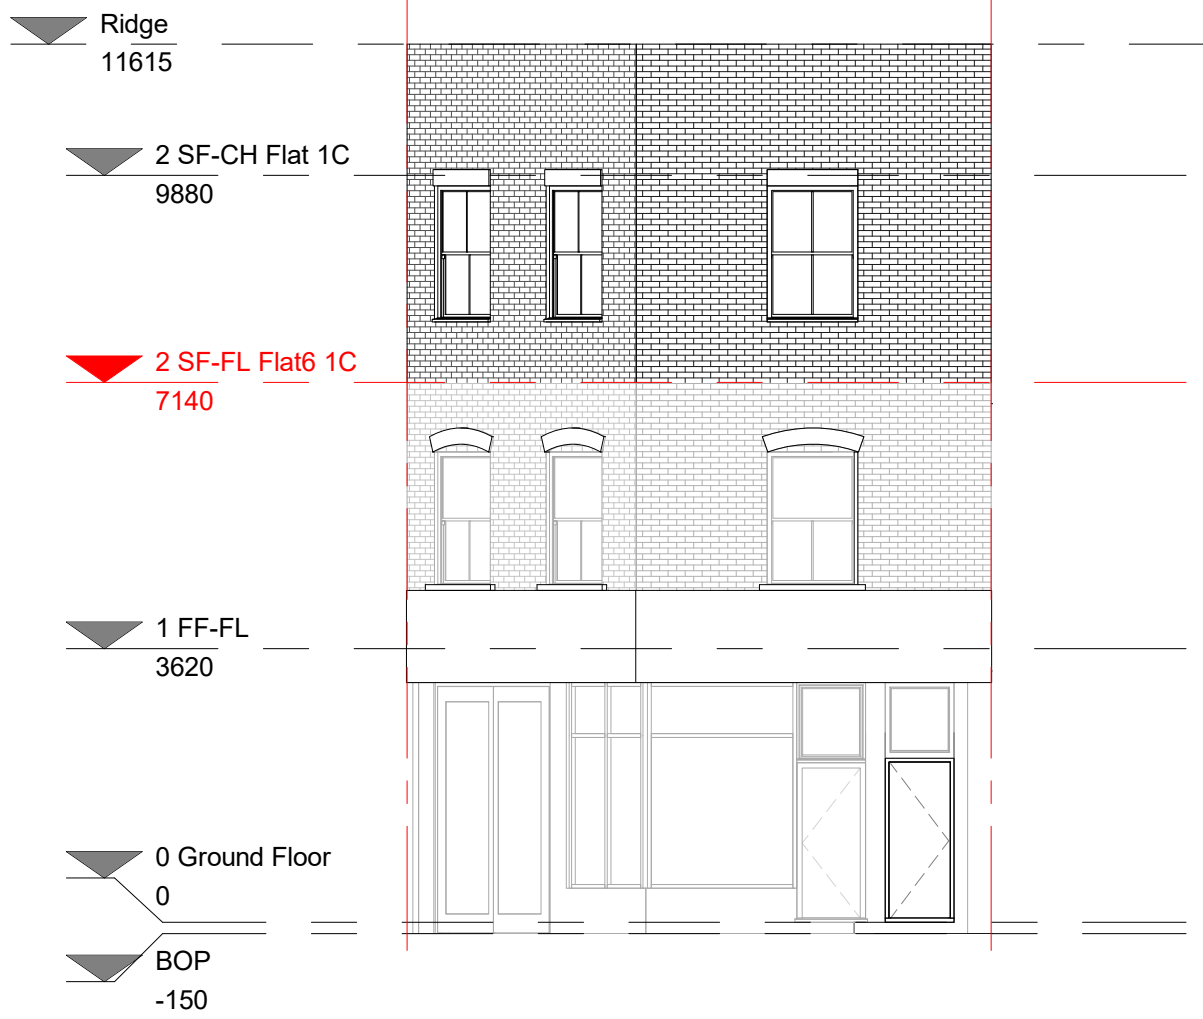 Ridge
11615
2 SF-CH Flat 1C
9880
2 SF-FL Flat6 1C
7140
1 FF-FL
3620
0 Ground Floor
0
BOP
-150